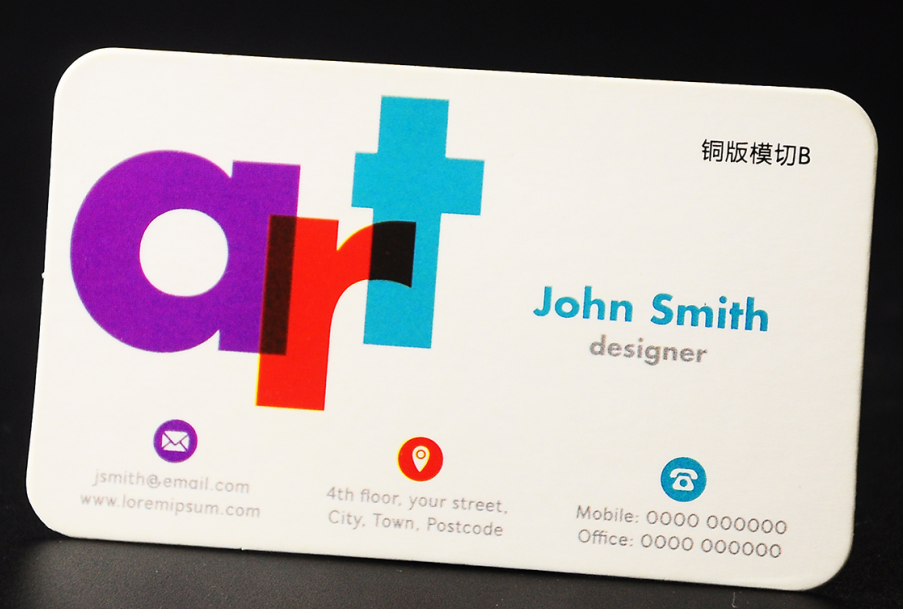 art
铜版模切B
John Smith
designer
jsmith@email.com
www.loremipsum.com
4th floor, your street,
City, Town, Postcode
Mobile: 0000 000000
Office: 0000 000000